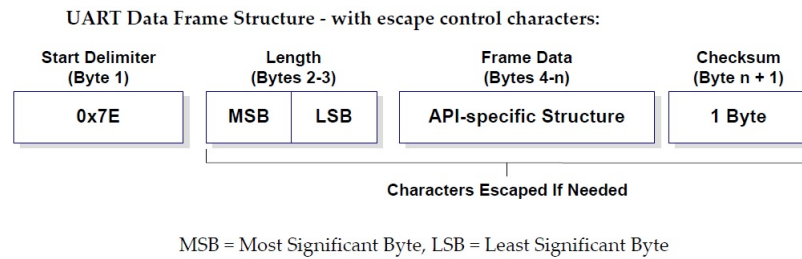 UART Data Frame Structure - with escape control characters:
Start Delimiter Length Frame Data Checksum
(Byte 1) (Bytes 2-3) (Bytes 4-n) (Byte n + 1)
0x7E MSB LSB API-specific Structure 1 Byte
Characters Escaped If Needed
MSB = Most Significant Byte, LSB = Least Significant Byte